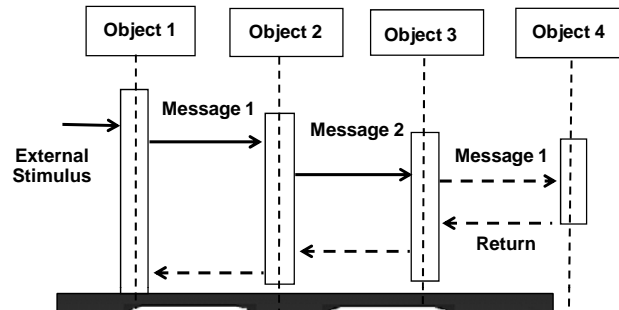 Object 1
Object 2
Object 3
Object 4
Message 1
Message 2
Message 1
External
Stimulus
Return